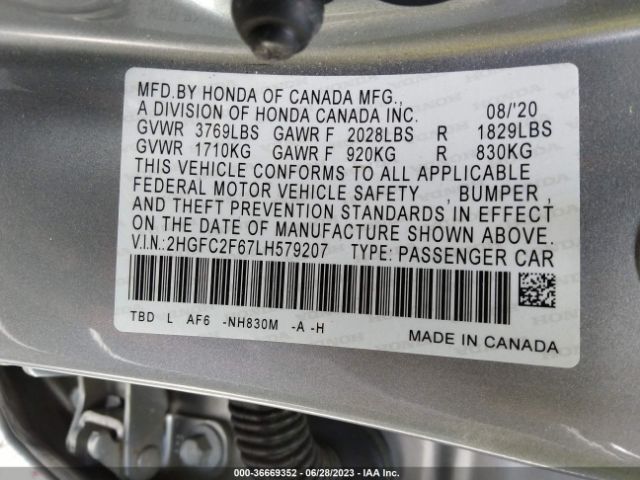 MFD.BY HONDA OF CANADA MFG.,
A DIVISION OF HONDA CANADA INC. 08/'20
GVWR 3769LBS GAWR F 2028LBS R 1829LBS
GVWR 1710KG GAWR F 920KG R 830KG
THIS VEHICLE CONFORMS TO ALL APPLICABLE
FEDERAL MOTOR VEHICLE SAFETY , BUMPER ,
AND THEFT PREVENTION STANDARDS IN EFFECT
ON THE DATE OF MANUFACTURE SHOWN ABOVE.
V.I.N.:2HGFC2F67LH579207 TYPE: PASSENGER CAR
TBD L AF6 -NH830M -A -H
MADE IN CANADA
000-36669352 / 06/28/2023 - IAA Inc.